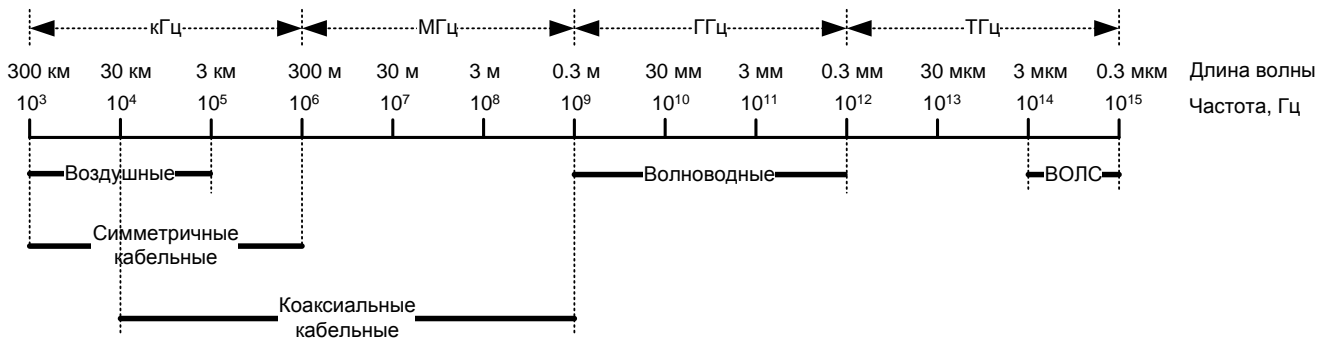 кГц МГц ГГц ТГц
300 км 30 км 3 км 300 м 30 м 3 м 0.3 м 30 мм 3 мм 0.3 мм 30 мкм 3 мкм 0.3 мкм Длина волны
10³ 10⁴ 10⁵ 10⁶ 10⁷ 10⁸ 10⁹ 10¹⁰ 10¹¹ 10¹² 10¹³ 10¹⁴ 10¹⁵ Частота, Гц
Воздушные Волноводные ВОЛС
Симметричные
кабельные
Коаксиальные
кабельные